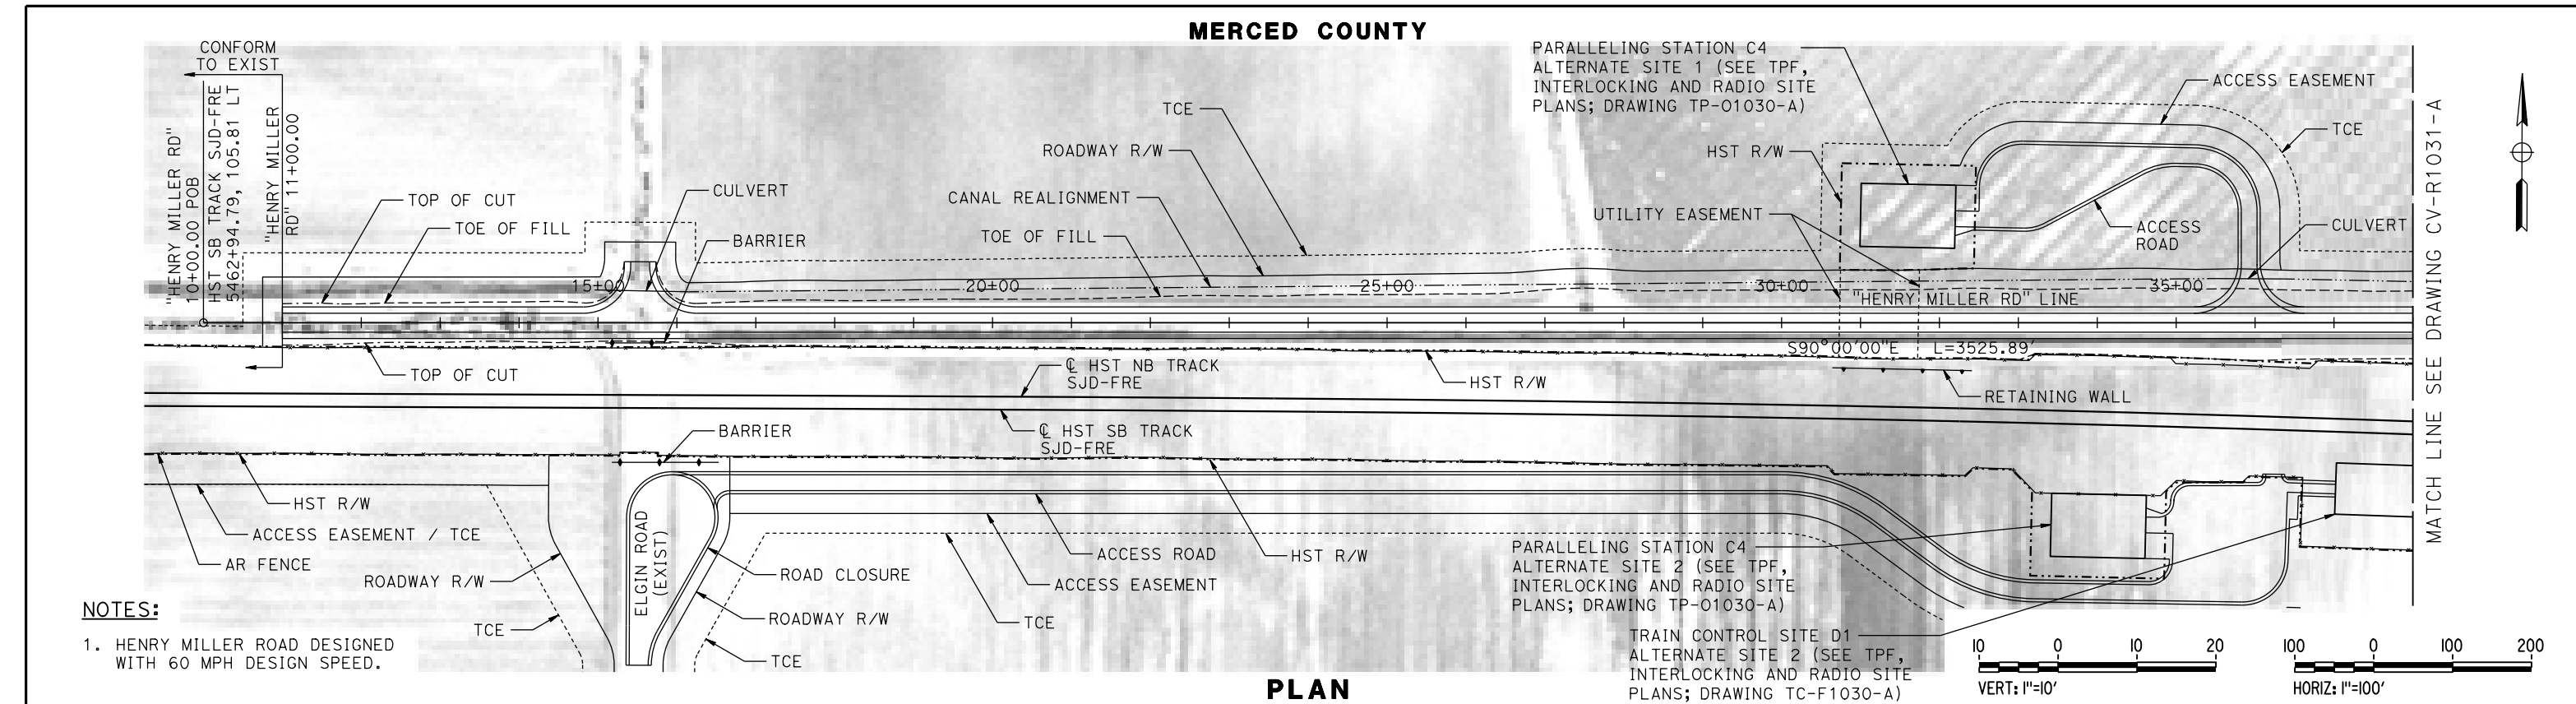 MERCED COUNTY
CONFORM
TO EXIST
"HENRY MILLER RD"
10+00.00 POB
HST SB TRACK SJD-FRE
5462+94.79, 105.81 LT
"HENRY MILLER
RD" 11+00.00
TOP OF CUT
TOE OF FILL
CULVERT
BARRIER
TCE
ROADWAY R/W
CANAL REALIGNMENT
TOE OF FILL
PARALLELING STATION C4
ALTERNATE SITE 1 (SEE TPF,
INTERLOCKING AND RADIO SITE
PLANS; DRAWING TP-01030-A)
HST R/W
UTILITY EASEMENT
ACCESS EASEMENT
TCE
ACCESS
ROAD
CULVERT
15+00
20+00
25+00
30+00
35+00
"HENRY MILLER RD" LINE
S90°00'00"E L=3525.89'
TOP OF CUT
℄ HST NB TRACK
SJD-FRE
HST R/W
RETAINING WALL
℄ HST SB TRACK
SJD-FRE
BARRIER
HST R/W
ACCESS EASEMENT / TCE
AR FENCE
ROADWAY R/W
TCE
ELGIN ROAD
(EXIST)
ROAD CLOSURE
ROADWAY R/W
TCE
ACCESS ROAD
ACCESS EASEMENT
TCE
HST R/W
PARALLELING STATION C4
ALTERNATE SITE 2 (SEE TPF,
INTERLOCKING AND RADIO SITE
PLANS; DRAWING TP-01030-A)
TRAIN CONTROL SITE D1
ALTERNATE SITE 2 (SEE TPF,
INTERLOCKING AND RADIO SITE
PLANS; DRAWING TC-F1030-A)
MATCH LINE SEE DRAWING CV-R1031-A
NOTES:
1. HENRY MILLER ROAD DESIGNED
WITH 60 MPH DESIGN SPEED.
PLAN
10 0 10 20
VERT: 1"=10'
100 0 100 200
HORIZ: 1"=100'